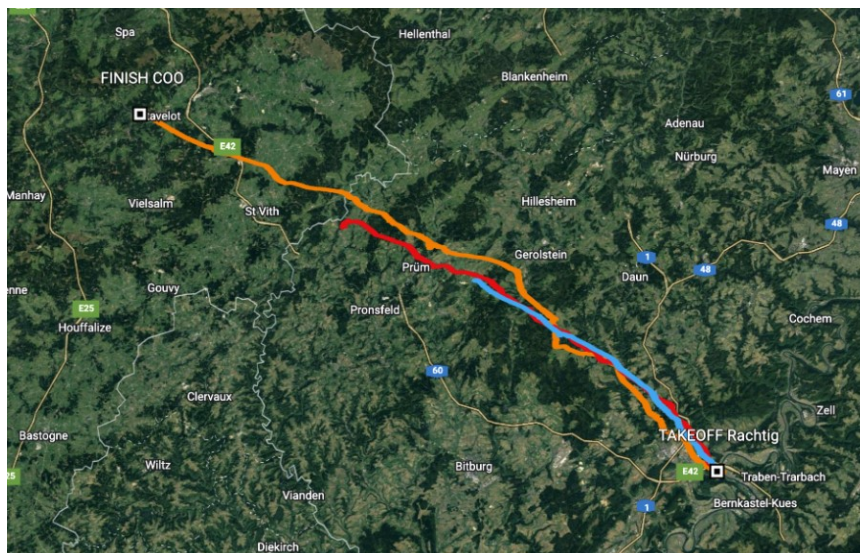 Spa
Hellenthal
FINISH COO
Blankenheim
61
avelot
Adenau
E42
Nürburg
Mayen
Manhay
Vielsalm
St Vith
Hillesheim
48
Gerolstein
1
Prüm
Daun
48
enne
Gouvy
E25
Pronsfeld
Houffalize
Cochem
60
Clervaux
Zell
Bastogne
TAKEOFF Rachtig
Wiltz
Bitburg
E42
Traben-Trarbach
25
Vianden
1
Bernkastel-Kues
Diekirch